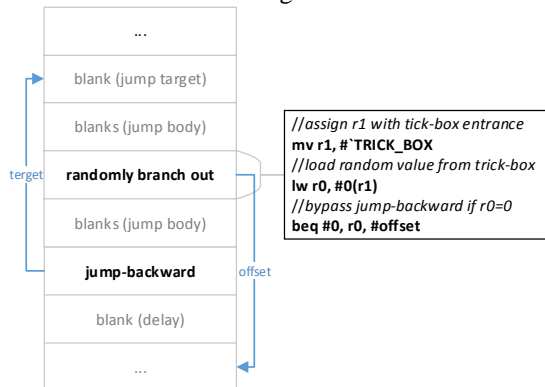 ...
blank (jump target)
blanks (jump body)
terget
randomly branch out
blanks (jump body)
jump-backward
offset
blank (delay)
...
//assign r1 with tick-box entrance
mv r1, #`TRICK_BOX
//load random value from trick-box
lw r0, #0(r1)
//bypass jump-backward if r0=0
beq #0, r0, #offset